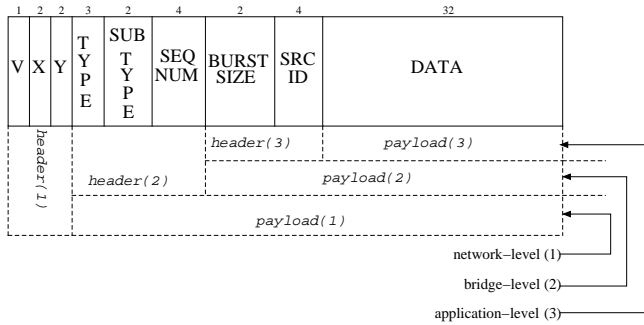 1 2 2 3 2 4 2 4 32
V X Y TYPE SUB TYPE SEQ NUM BURST SIZE SRC ID DATA
header(1)
header(3) payload(3)
header(2) payload(2)
payload(1)
network–level (1)
bridge–level (2)
application–level (3)